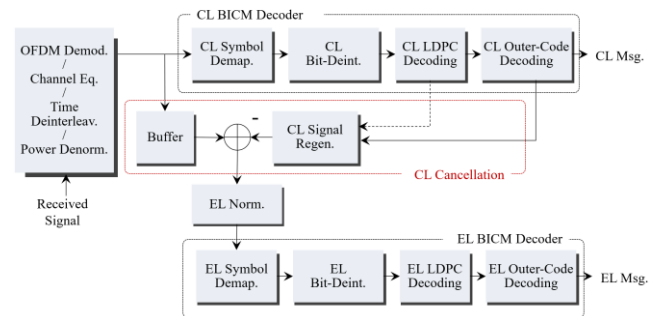 CL BICM Decoder
OFDM Demod.
/
Channel Eq.
/
Time
Deinterleav.
/
Power Denorm.
CL Symbol
Demap.
CL
Bit-Deint.
CL LDPC
Decoding
CL Outer-Code
Decoding
CL Msg.
Buffer
-
CL Signal
Regen.
CL Cancellation
Received
Signal
EL Norm.
EL BICM Decoder
EL Symbol
Demap.
EL
Bit-Deint.
EL LDPC
Decoding
EL Outer-Code
Decoding
EL Msg.